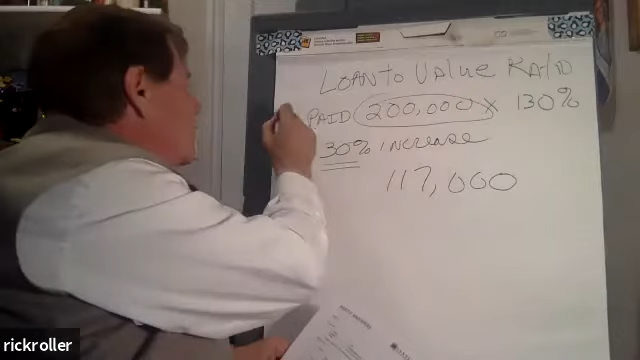 LOAN to Value Ratio
PAID 200,000 x 130%
30% increase
117,000
rickroller